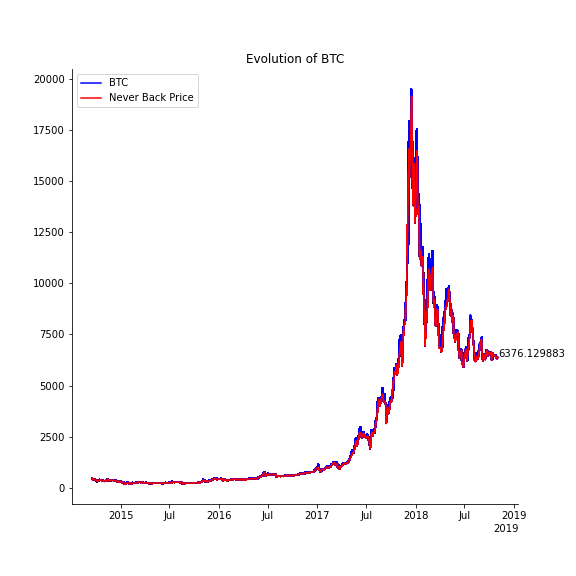 Evolution of BTC
BTC
Never Back Price
20000
17500
15000
12500
10000
7500
5000
2500
0
6376.129883
2015
Jul
2016
Jul
2017
Jul
2018
Jul
2019
2019